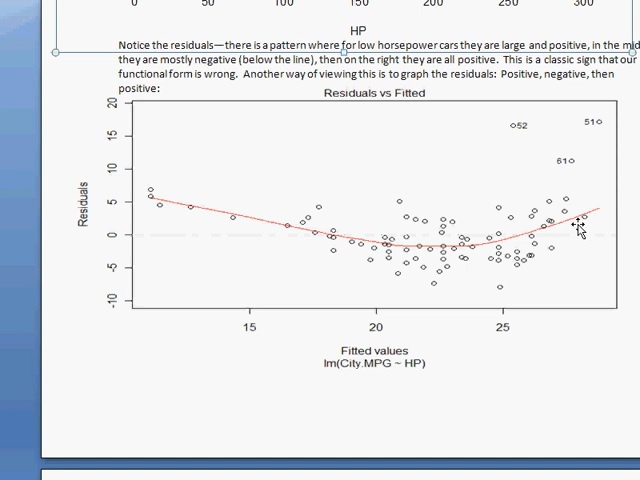 0 50 100 150 200 250 300
HP
Notice the residuals—there is a pattern where for low horsepower cars they are large and positive, in the
they are mostly negative (below the line), then on the right they are all positive. This is a classic sign that our
functional form is wrong. Another way of viewing this is to graph the residuals: Positive, negative, then
positive:
Residuals vs Fitted
20
15
10
5
0
-5
-10
Residuals
52
51
61
15 20 25
Fitted values
lm(City.MPG ~ HP)